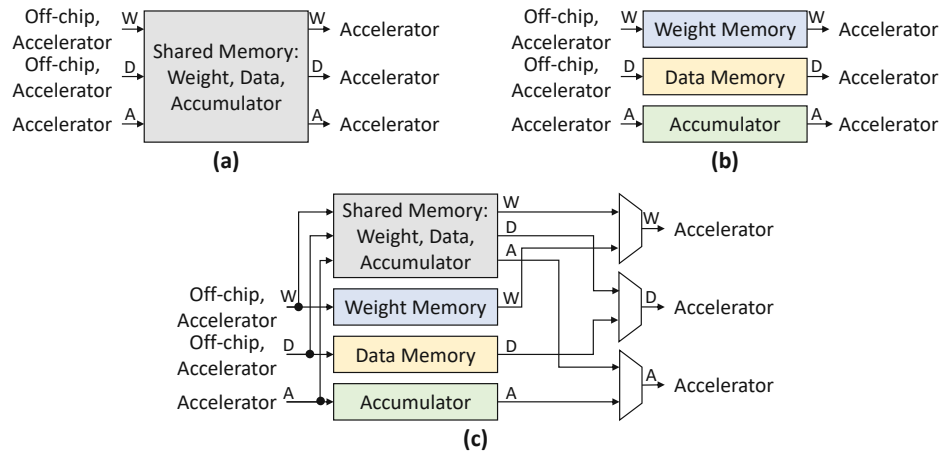 Off-chip, W
Accelerator
Off-chip, D
Accelerator
Accelerator A
Shared Memory:
Weight, Data,
Accumulator
W Accelerator
D Accelerator
A Accelerator
(a)
Off-chip, W Weight Memory W Accelerator
Accelerator
Off-chip, D Data Memory D Accelerator
Accelerator
Accelerator A Accumulator A Accelerator
(b)
Shared Memory:
Weight, Data,
Accumulator
W
D
A
W Accelerator
Off-chip, W
Accelerator
Weight Memory W
D Accelerator
Off-chip, D
Accelerator
Data Memory D
Accelerator A
Accumulator A
A Accelerator
(c)